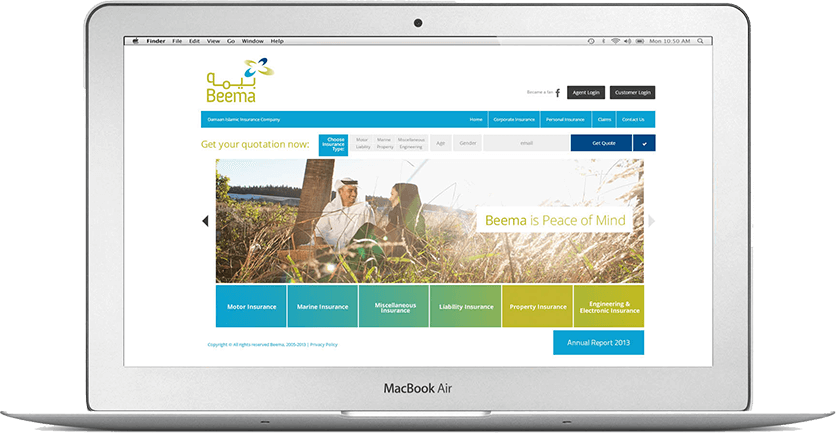 Finder File Edit View Go Window Help
Mon 10:50 AM
بيمه
Beema
Became a fan f
Agent Login
Customer Login
Damaan Islamic Insurance Company
Home
Corporate Insurance
Personal Insurance
Claims
Contact Us
Get your quotation now:
Choose
Insurance
Type:
Motor
Liability
Marine
Property
Miscellaneous
Engineering
Age
Gender
email
Get Quote
Beema is Peace of Mind
Motor Insurance
Marine Insurance
Miscellaneous
Insurance
Liability Insurance
Property Insurance
Engineering &
Electronic Insurance
Copyright © All rights reserved Beema. 2005-2013 | Privacy Policy
Annual Report 2013
MacBook Air